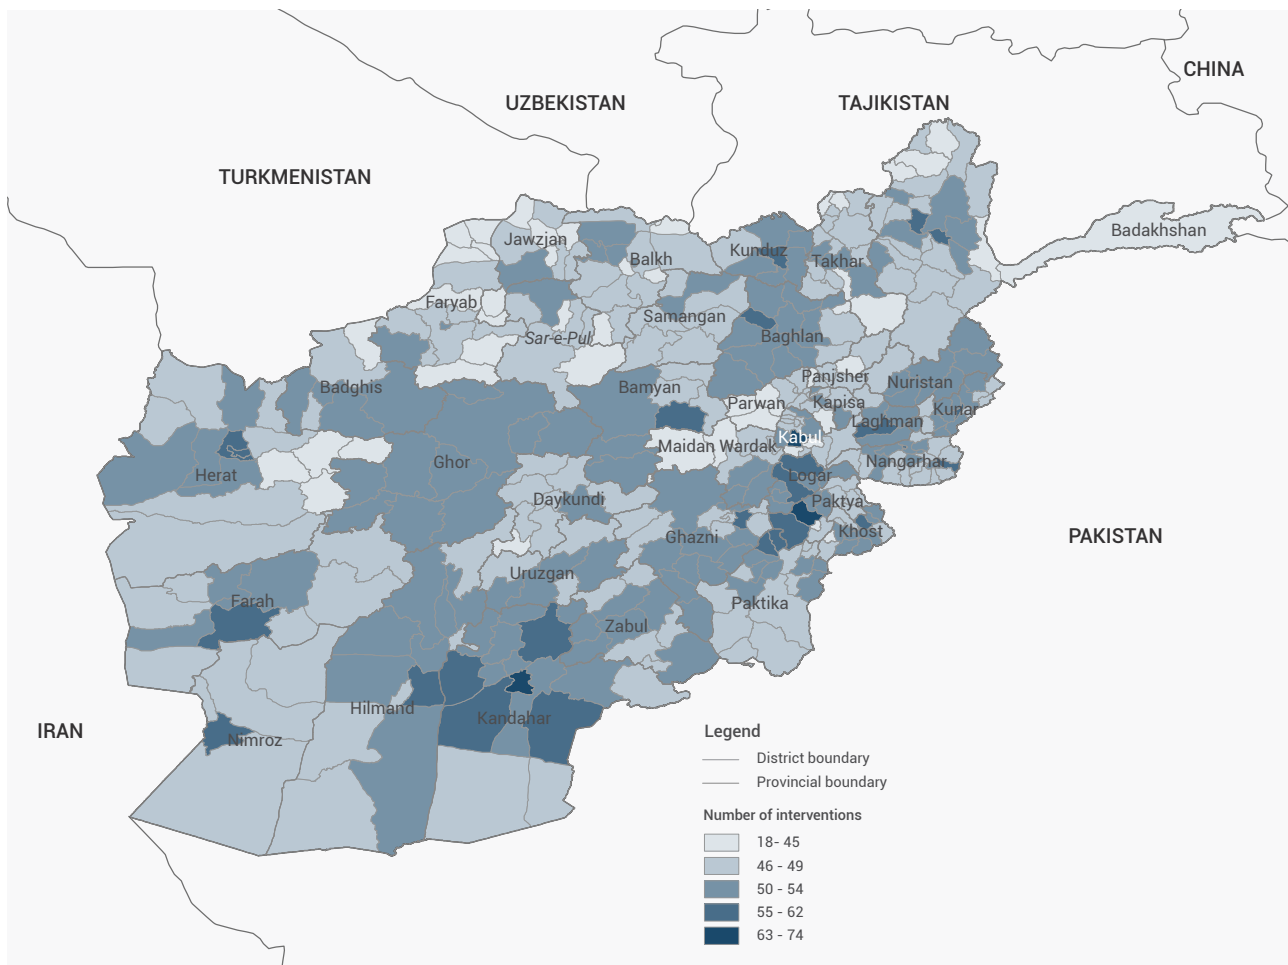 CHINA
UZBEKISTAN
TAJIKISTAN
TURKMENISTAN
Badakhshan
Jawzjan
Kunduz
Balkh
Takhar
Faryab
Samangan
Sar-e-Pul
Baghlan
Badghis
Bamyan
Panjsher
Nuristan
Parwan
Kapisa
Kunar
Laghman
Kabul
Maidan Wardak
Ghor
Nangarhar
Herat
Logar
Daykundi
Paktya
Khost
Ghazni
PAKISTAN
Uruzgan
Farah
Paktika
Zabul
Hilmand
Kandahar
IRAN
Nimroz
Legend
District boundary
Provincial boundary
Number of interventions
18- 45
46 - 49
50 - 54
55 - 62
63 - 74